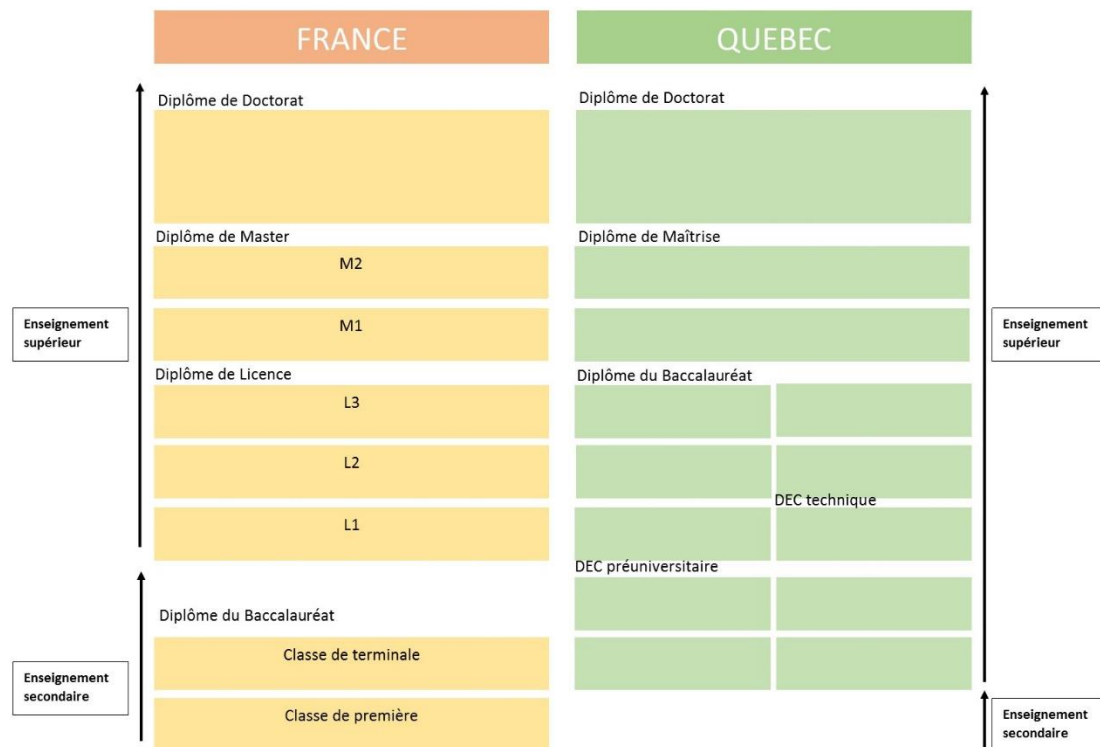 FRANCE
QUEBEC
Diplôme de Doctorat
Diplôme de Doctorat
Diplôme de Master
Diplôme de Maîtrise
M2
Enseignement
supérieur
M1
Enseignement
supérieur
Diplôme de Licence
Diplôme du Baccalauréat
L3
L2
DEC technique
L1
DEC préuniversitaire
Diplôme du Baccalauréat
Classe de terminale
Enseignement
secondaire
Classe de première
Enseignement
secondaire